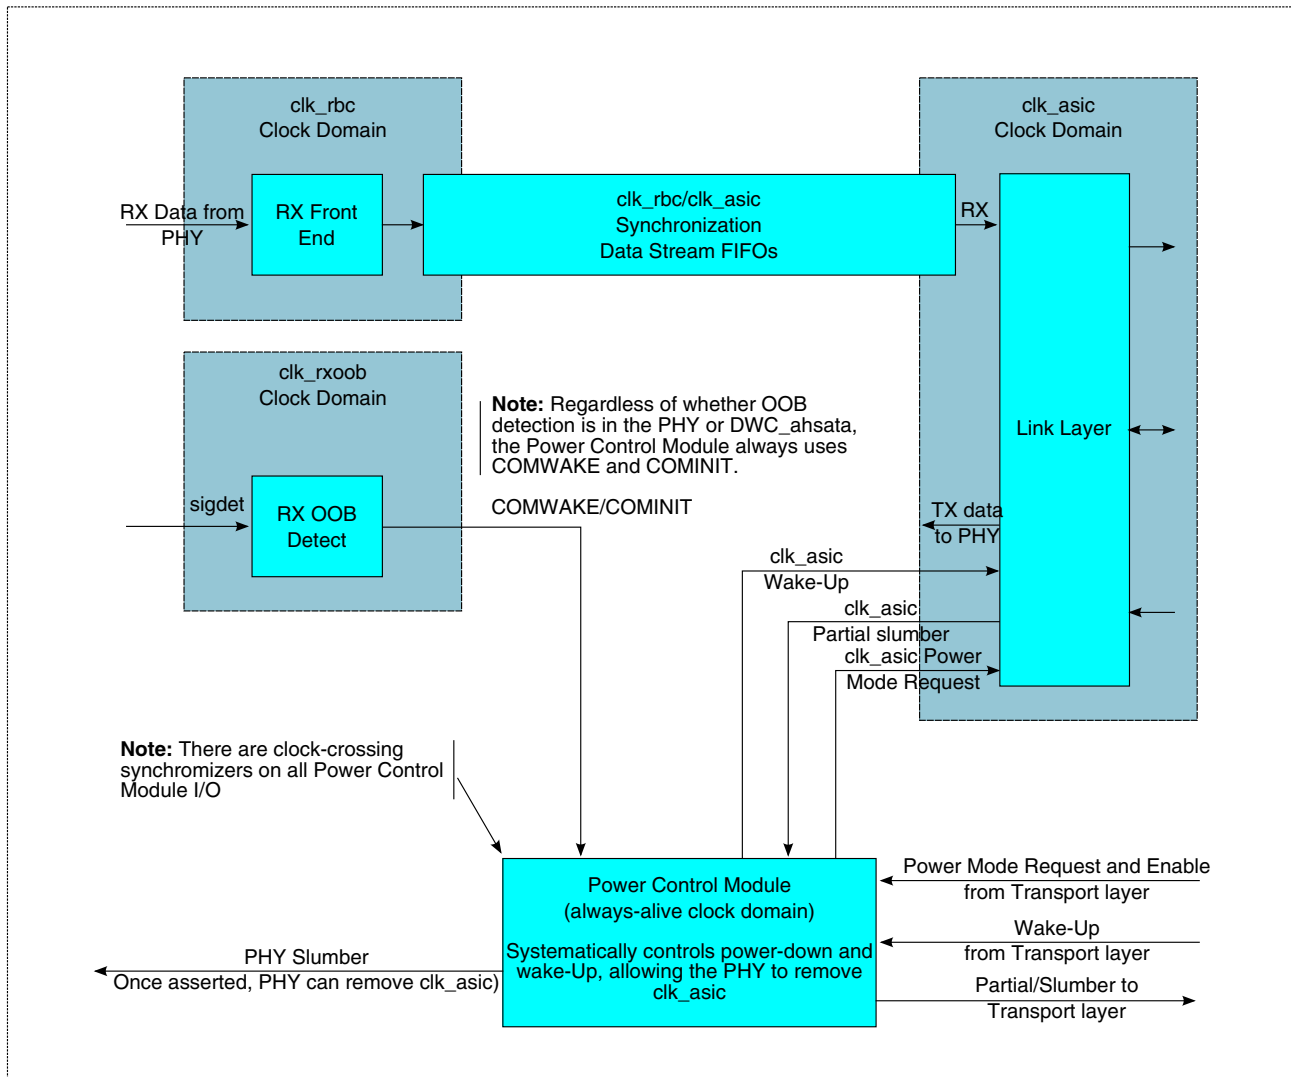 clk_rbc
Clock Domain
clk_asic
Clock Domain
RX Data from
PHY
RX Front
End
clk_rbc/clk_asic
Synchronization
Data Stream FIFOs
RX
clk_rxoob
Clock Domain
Note: Regardless of whether OOB
detection is in the PHY or DWC_ahsata,
the Power Control Module always uses
COMWAKE and COMINIT.
Link Layer
sigdet
RX OOB
Detect
COMWAKE/COMINIT
TX data
to PHY
clk_asic
Wake-Up
clk_asic
Partial slumber
clk_asic Power
Mode Request
Note: There are clock-crossing
synchromizers on all Power Control
Module I/O
Power Control Module
(always-alive clock domain)
Systematically controls power-down and
wake-Up, allowing the PHY to remove
clk_asic
Power Mode Request and Enable
from Transport layer
Wake-Up
from Transport layer
Partial/Slumber to
Transport layer
PHY Slumber
Once asserted, PHY can remove clk_asic)